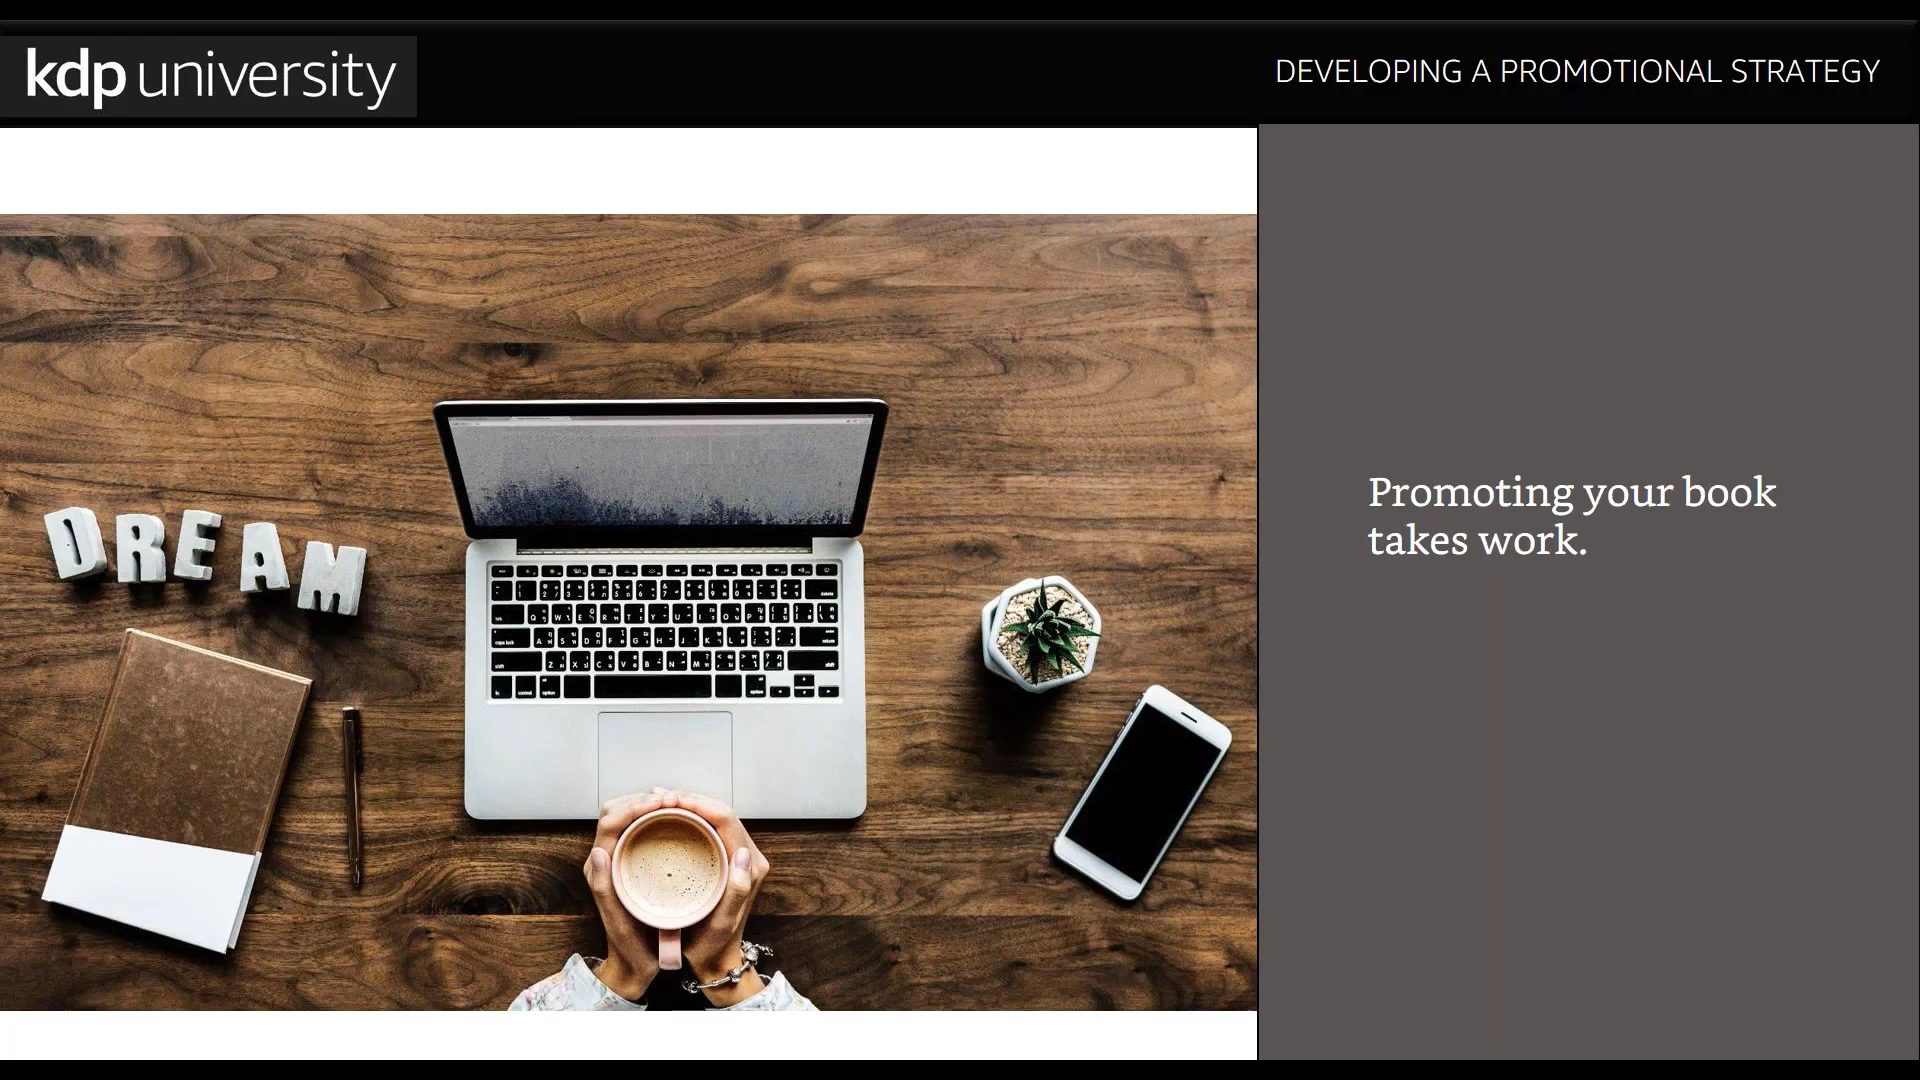 kdp university
DEVELOPING A PROMOTIONAL STRATEGY
DREAM
Promoting your book
takes work.